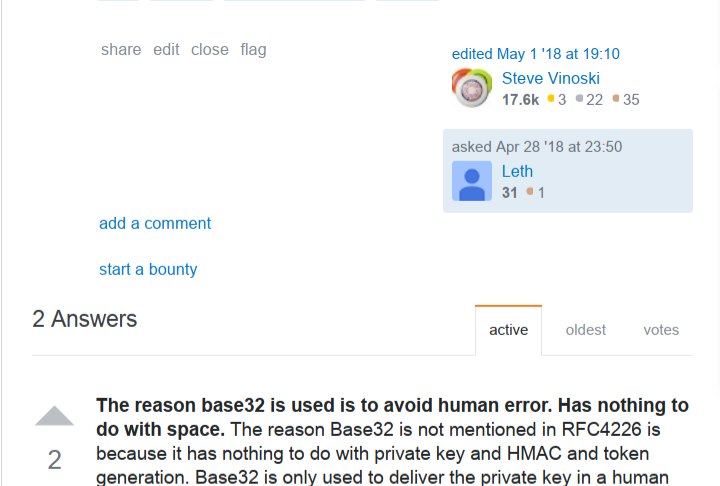 share edit close flag
edited May 1 '18 at 19:10
Steve Vinoski
17.6k 3 22 35
asked Apr 28 '18 at 23:50
Leth
31 1
add a comment
start a bounty
2 Answers
active oldest votes
The reason base32 is used is to avoid human error. Has nothing to
do with space. The reason Base32 is not mentioned in RFC4226 is
because it has nothing to do with private key and HMAC and token
2
generation. Base32 is only used to deliver the private key in a human